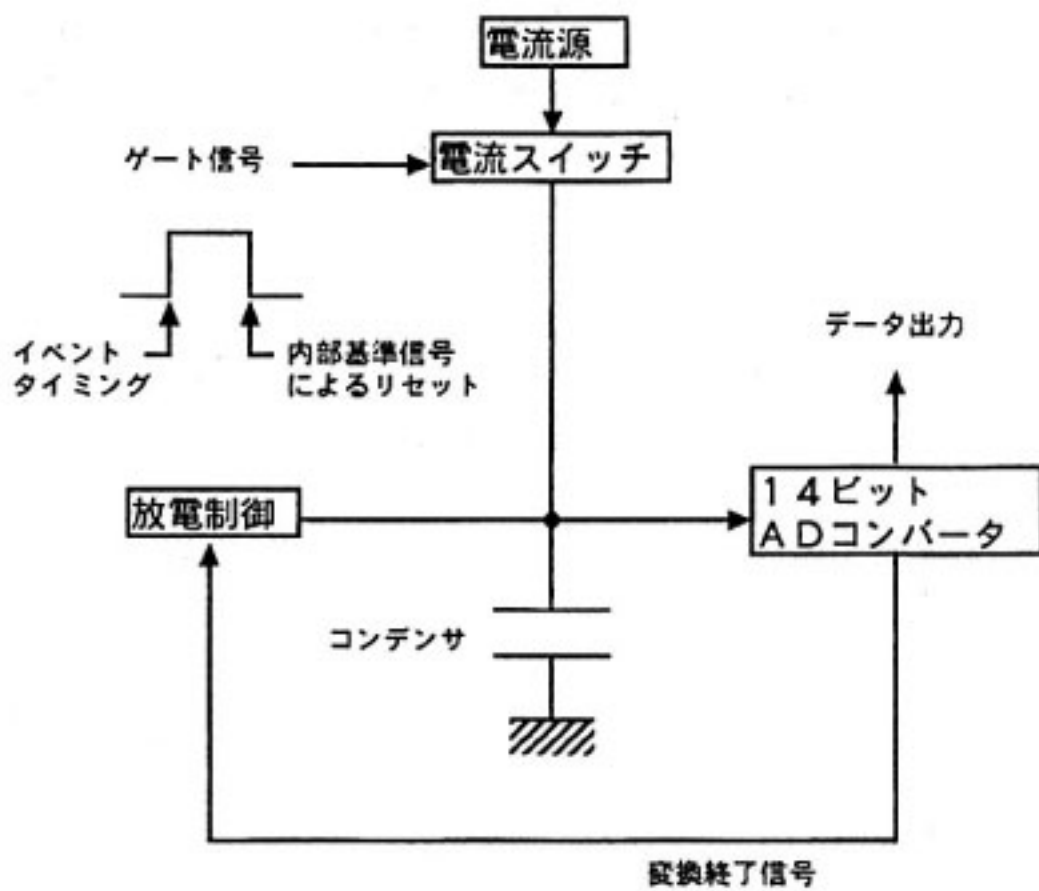 電流源
電流スイッチ
ゲート信号
イベント
タイミング
内部基準信号
によるリセット
データ出力
放電制御
14ビット
ADコンバータ
コンデンサ
変換終了信号